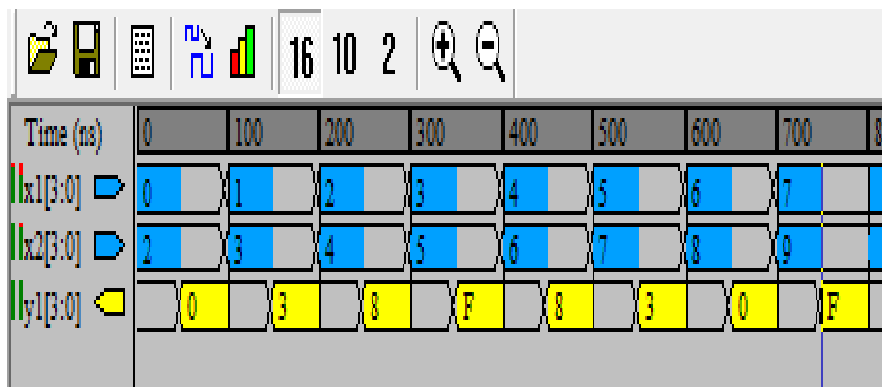 16 10 2
Time (ns) 0 100 200 300 400 500 600 700 8
x1[3:0] 0 1 2 3 4 5 6 7
x2[3:0] 2 3 4 5 6 7 8 9
y1[3:0] 0 3 8 F 8 3 0 F